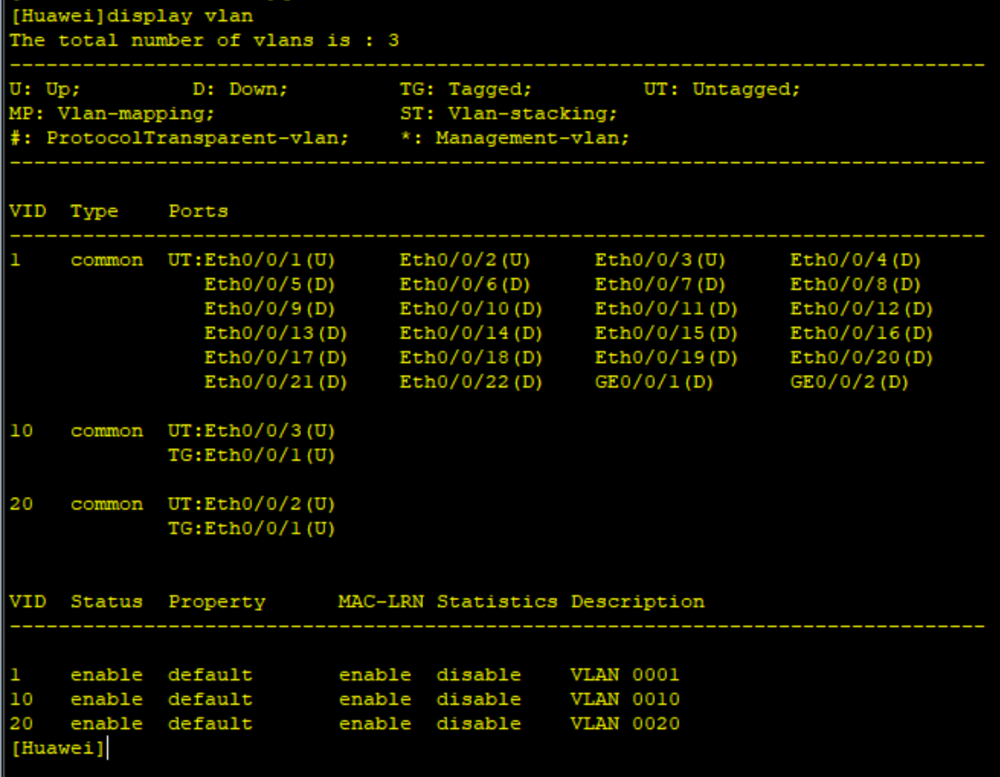 [Huawei]display vlan
The total number of vlans is : 3
--------------------------------------------------------------------------------
U: Up;         D: Down;         TG: Tagged;         UT: Untagged;
MP: Vlan-mapping;               ST: Vlan-stacking;
#: ProtocolTransparent-vlan;    *: Management-vlan;
--------------------------------------------------------------------------------
VID  Type    Ports
--------------------------------------------------------------------------------
1    common  UT:Eth0/0/1(U)     Eth0/0/2(U)     Eth0/0/3(U)     Eth0/0/4(D)
                Eth0/0/5(D)     Eth0/0/6(D)     Eth0/0/7(D)     Eth0/0/8(D)
                Eth0/0/9(D)     Eth0/0/10(D)    Eth0/0/11(D)    Eth0/0/12(D)
                Eth0/0/13(D)    Eth0/0/14(D)    Eth0/0/15(D)    Eth0/0/16(D)
                Eth0/0/17(D)    Eth0/0/18(D)    Eth0/0/19(D)    Eth0/0/20(D)
                Eth0/0/21(D)    Eth0/0/22(D)    GE0/0/1(D)      GE0/0/2(D)
10   common  UT:Eth0/0/3(U)
             TG:Eth0/0/1(U)
20   common  UT:Eth0/0/2(U)
             TG:Eth0/0/1(U)
VID  Status  Property      MAC-LRN Statistics Description
--------------------------------------------------------------------------------
1    enable  default       enable  disable    VLAN 0001
10   enable  default       enable  disable    VLAN 0010
20   enable  default       enable  disable    VLAN 0020
[Huawei]